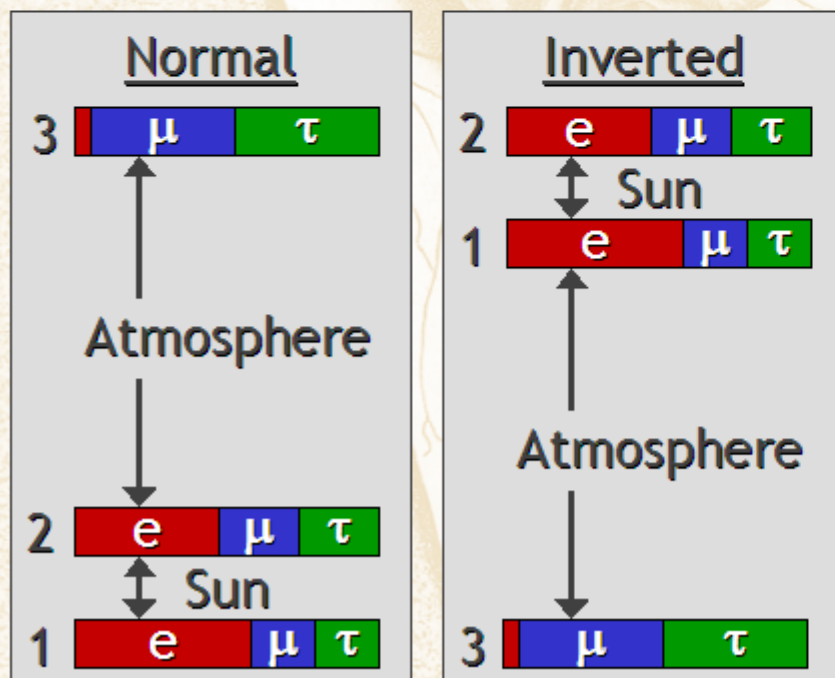 Normal
3 μ τ
Atmosphere
2 e μ τ
Sun
1 e μ τ
Inverted
2 e μ τ
Sun
1 e μ τ
Atmosphere
3 μ τ